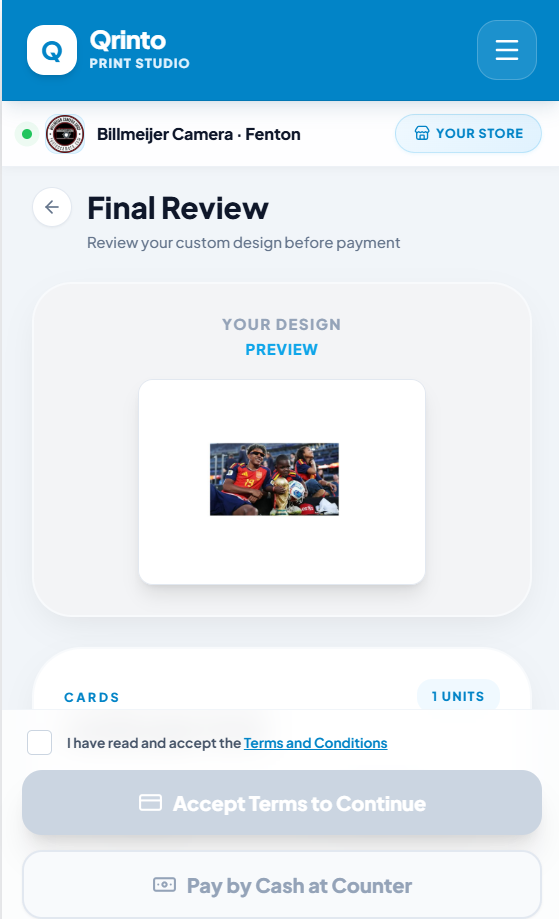 Q
Qrinto
PRINT STUDIO
Billmeijer Camera · Fenton
YOUR STORE
Final Review
Review your custom design before payment
YOUR DESIGN
PREVIEW
19
CARDS
1 UNITS
I have read and accept the Terms and Conditions
Accept Terms to Continue
Pay by Cash at Counter